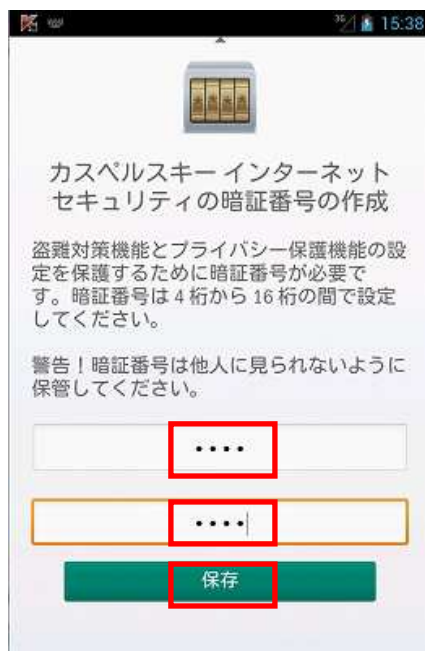 3G 15:38
カスペルスキー インターネット
セキュリティの暗証番号の作成
盗難対策機能とプライバシー保護機能の設
定を保護するために暗証番号が必要で
す。暗証番号は 4 桁から 16 桁の間で設定
してください。
警告！暗証番号は他人に見られないように
保管してください。
••••
••••
保存